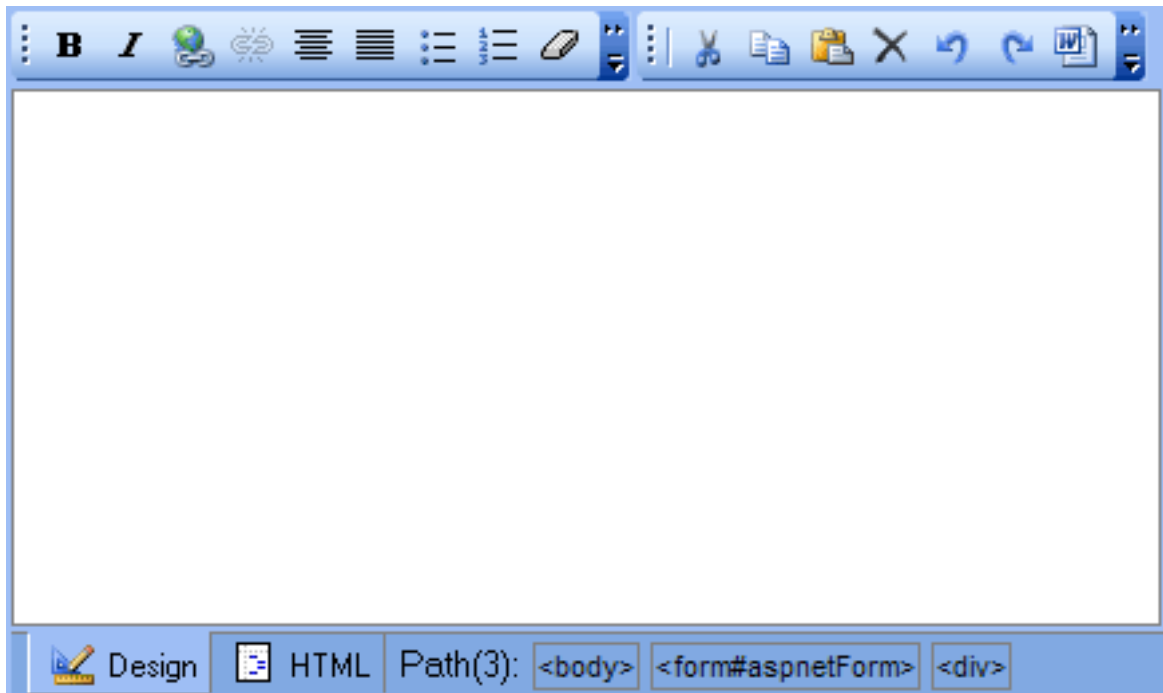 B I
Design HTML Path(3): <body> <form#aspnetForm> <div>